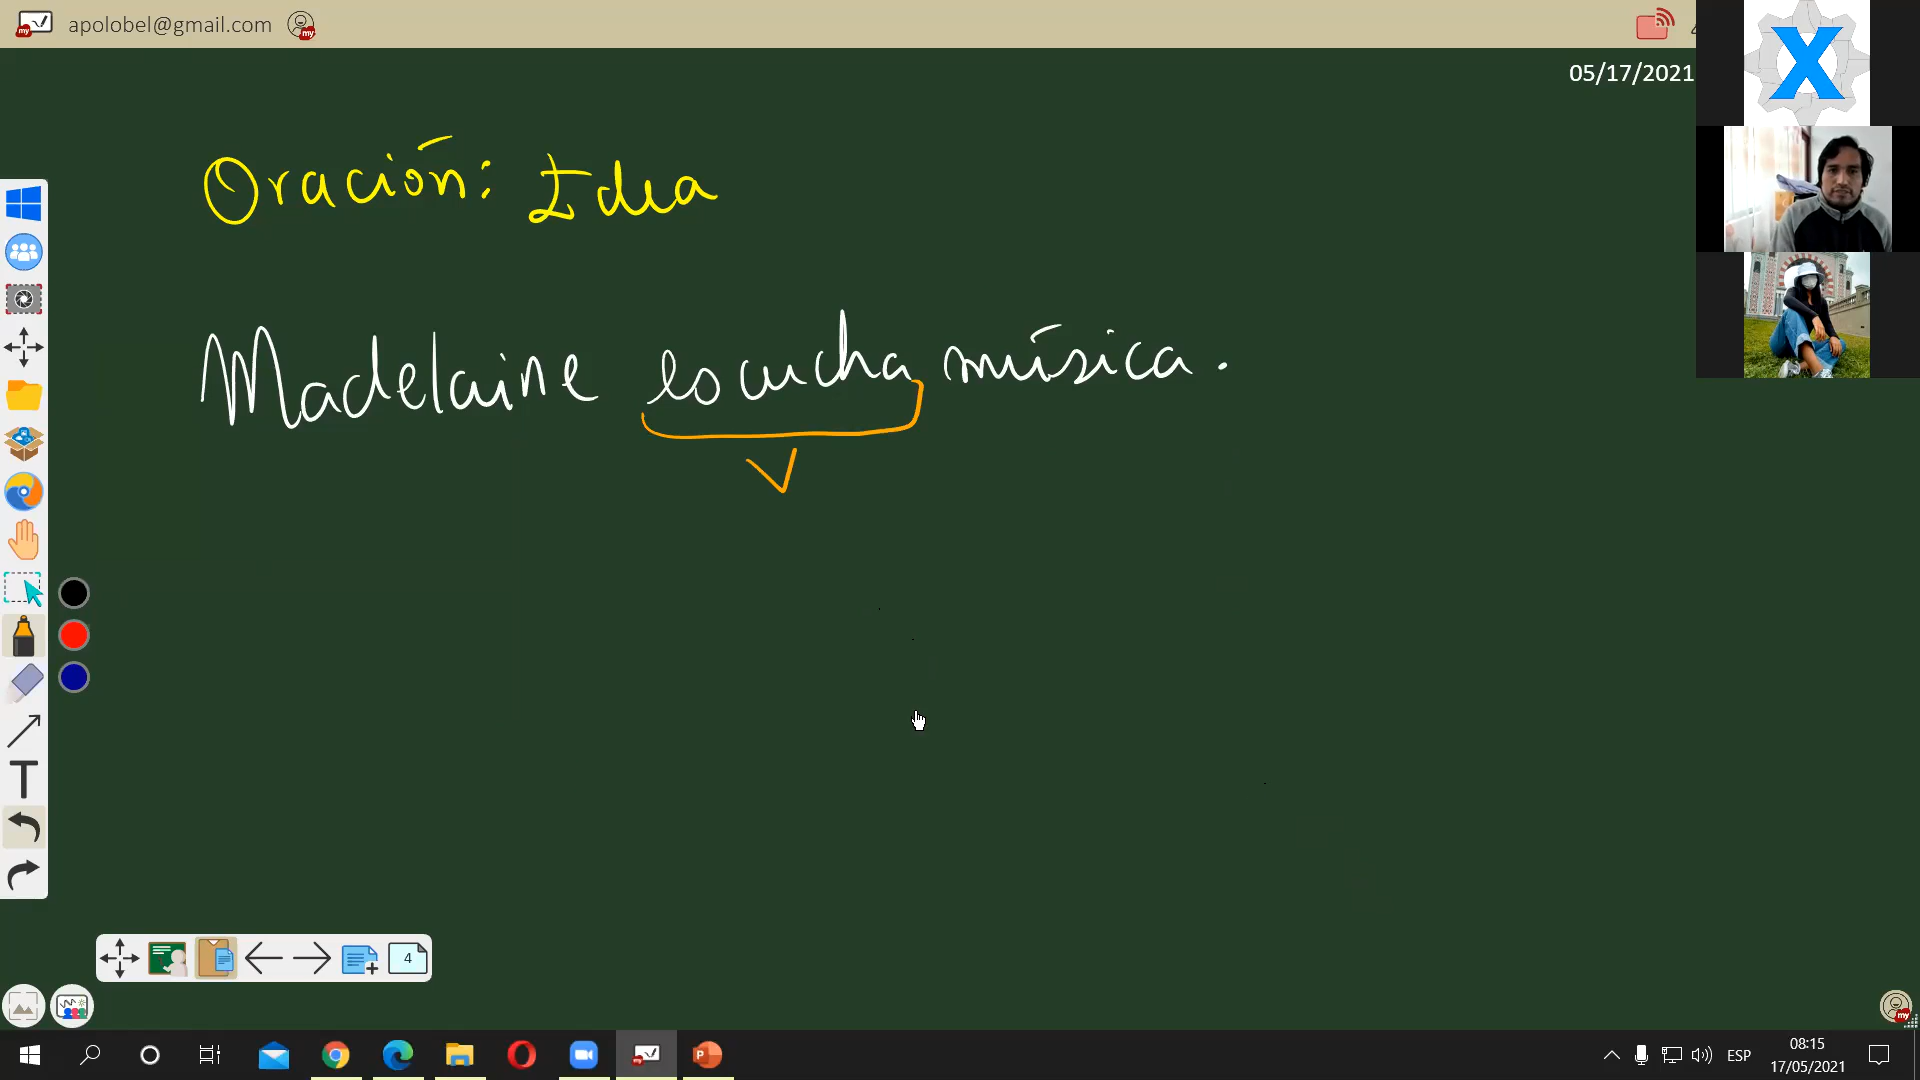 apolobel@gmail.com
05/17/2021
Oración: Idea
Madelaine escucha música.
V
4
08:15
ESP
17/05/2021